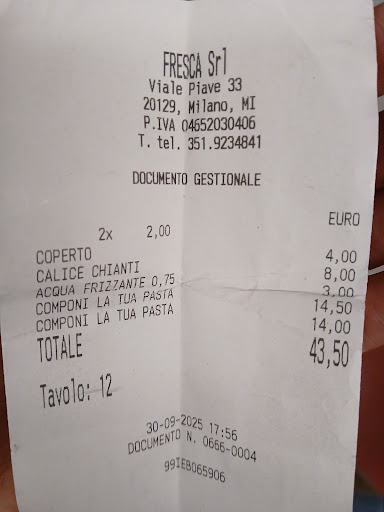 FRESCA Srl
Viale Piave 33
20129, Milano, MI
P.IVA 04652030406
T. tel. 351.9234841
DOCUMENTO GESTIONALE
EURO
2x 2,00
COPERTO 4,00
CALICE CHIANTI 8,00
ACQUA FRIZZANTE 0,75 3,00
COMPONI LA TUA PASTA 14,50
COMPONI LA TUA PASTA 14,00
TOTALE 43,50
Tavolo: 12
30-09-2025 17:56
DOCUMENTO N. 0666-0004
99IEB065906